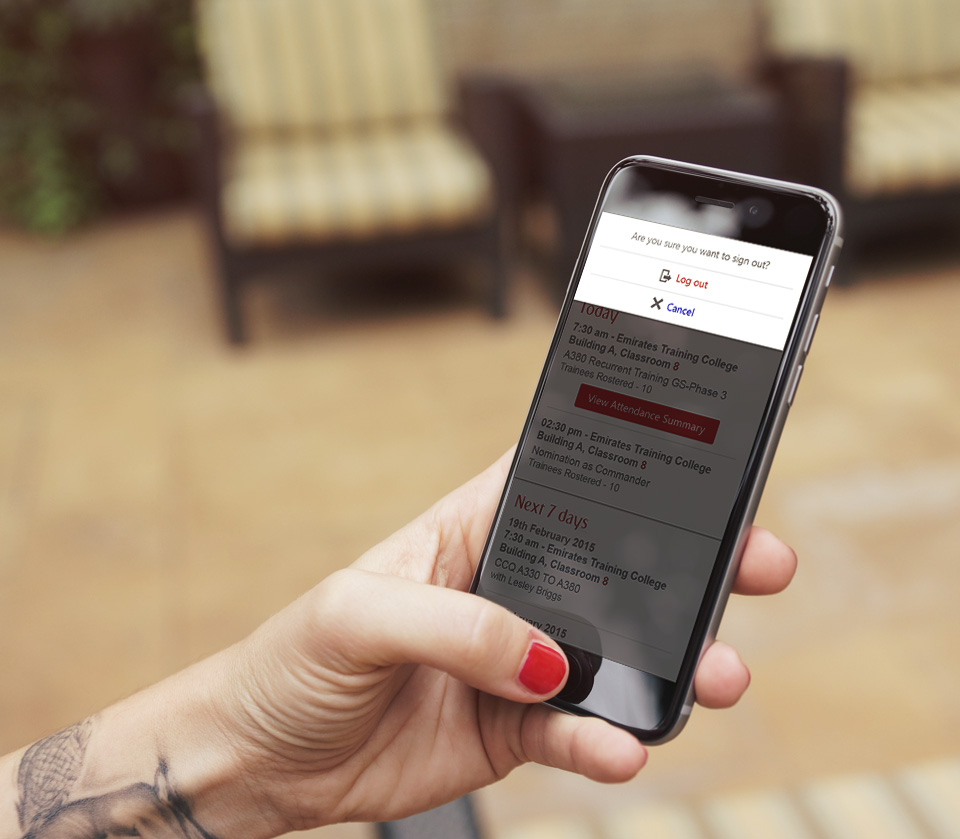 Are you sure you want to sign out?
Log out
Cancel
Today
7:30 am - Emirates Training College
Building A, Classroom 8
A380 Recurrent Training GS-Phase 3
Trainees Rostered - 10
View Attendance Summary
02:30 pm - Emirates Training College
Building A, Classroom 8
Nomination as Commander
Trainees Rostered - 10
Next 7 days
19th February 2015
7:30 am - Emirates Training College
Building A, Classroom 8
CCQ A330 TO A380
with Lesley Briggs
2015